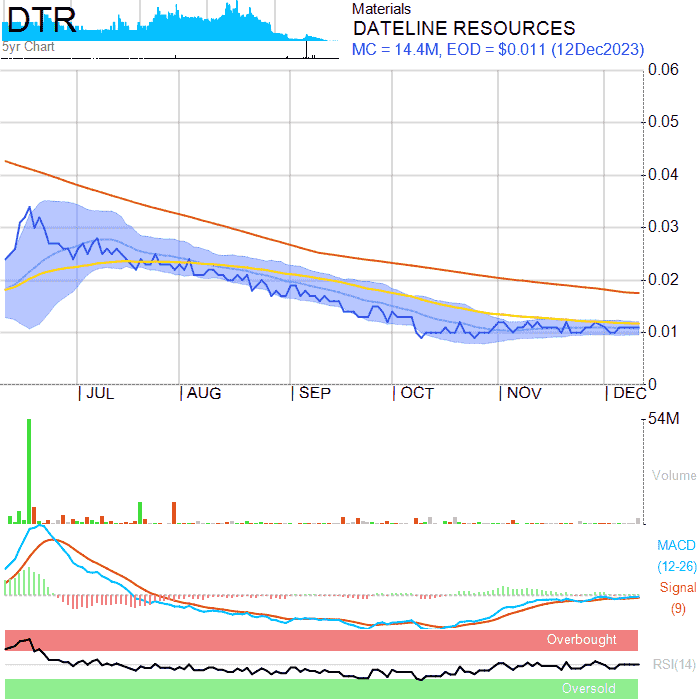 DTR
5yr Chart
Materials
DATELINE RESOURCES
MC = 14.4M, EOD = $0.011 (12Dec2023)
0.06
0.05
0.04
0.03
0.02
0.01
0
JUL AUG SEP OCT NOV DEC
54M
Volume
MACD
(12-26)
Signal
(9)
Overbought
RSI(14)
Oversold